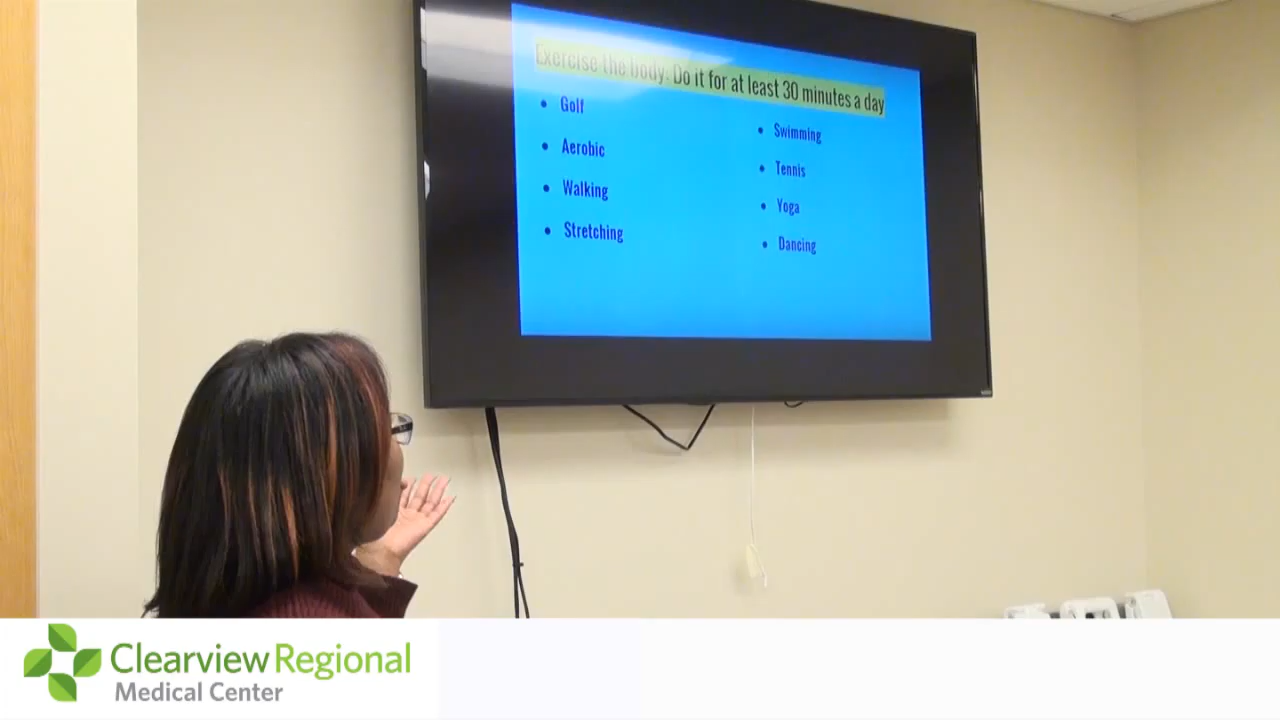 Exercise the body: Do it for at least 30 minutes a day
• Golf
• Aerobic
• Walking
• Stretching
• Swimming
• Tennis
• Yoga
• Dancing
Clearview Regional
Medical Center